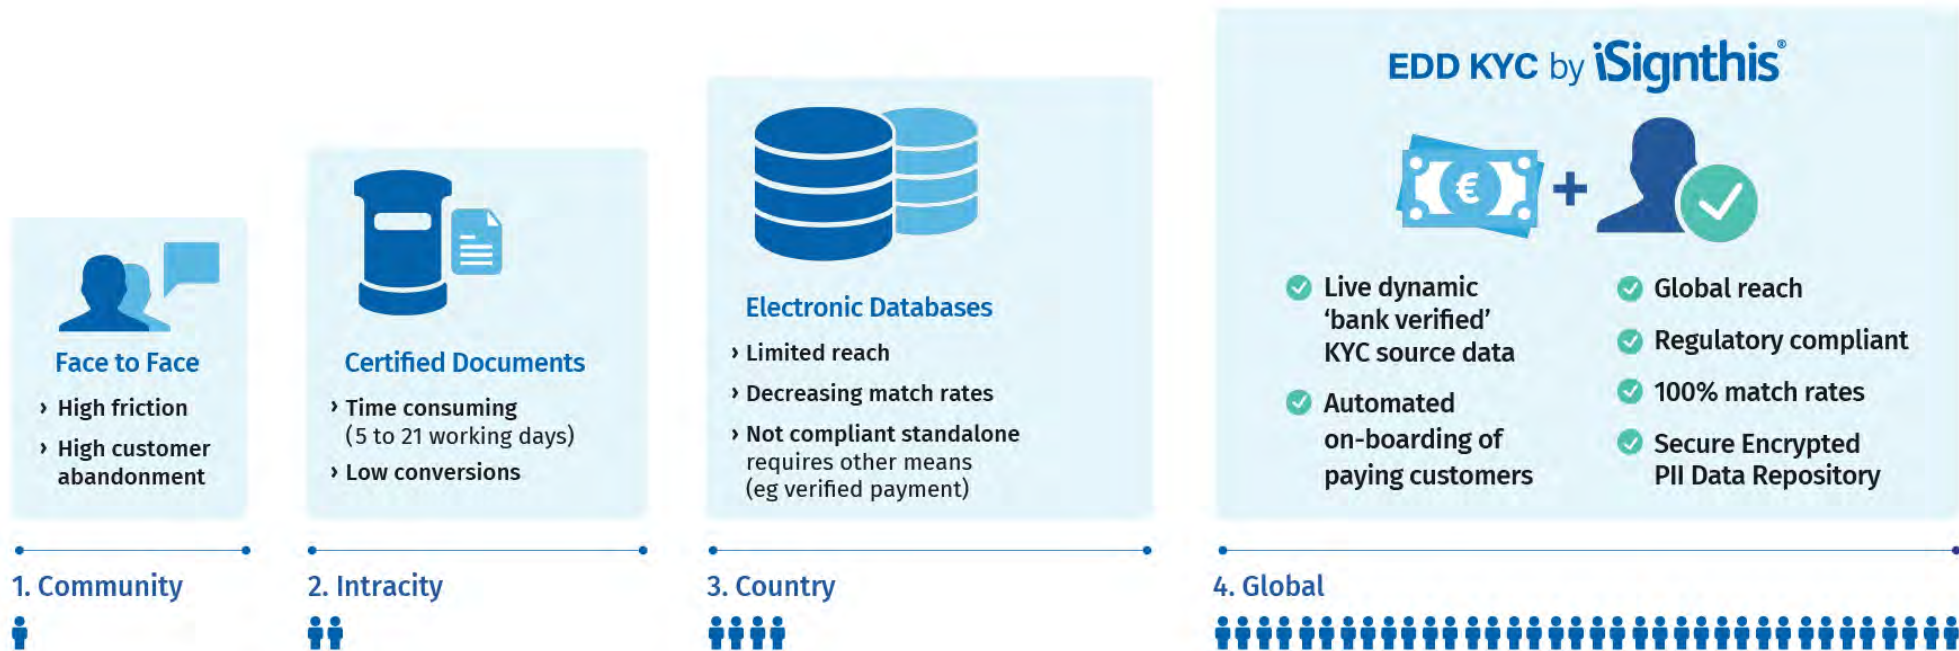 Face to Face
› High friction
› High customer
abandonment
1. Community
Certified Documents
› Time consuming
(5 to 21 working days)
› Low conversions
2. Intracity
Electronic Databases
› Limited reach
› Decreasing match rates
› Not compliant standalone
requires other means
(eg verified payment)
3. Country
EDD KYC by iSignthis®
€
Live dynamic
‘bank verified’
KYC source data
Automated
on-boarding of
paying customers
Global reach
Regulatory compliant
100% match rates
Secure Encrypted
PII Data Repository
4. Global